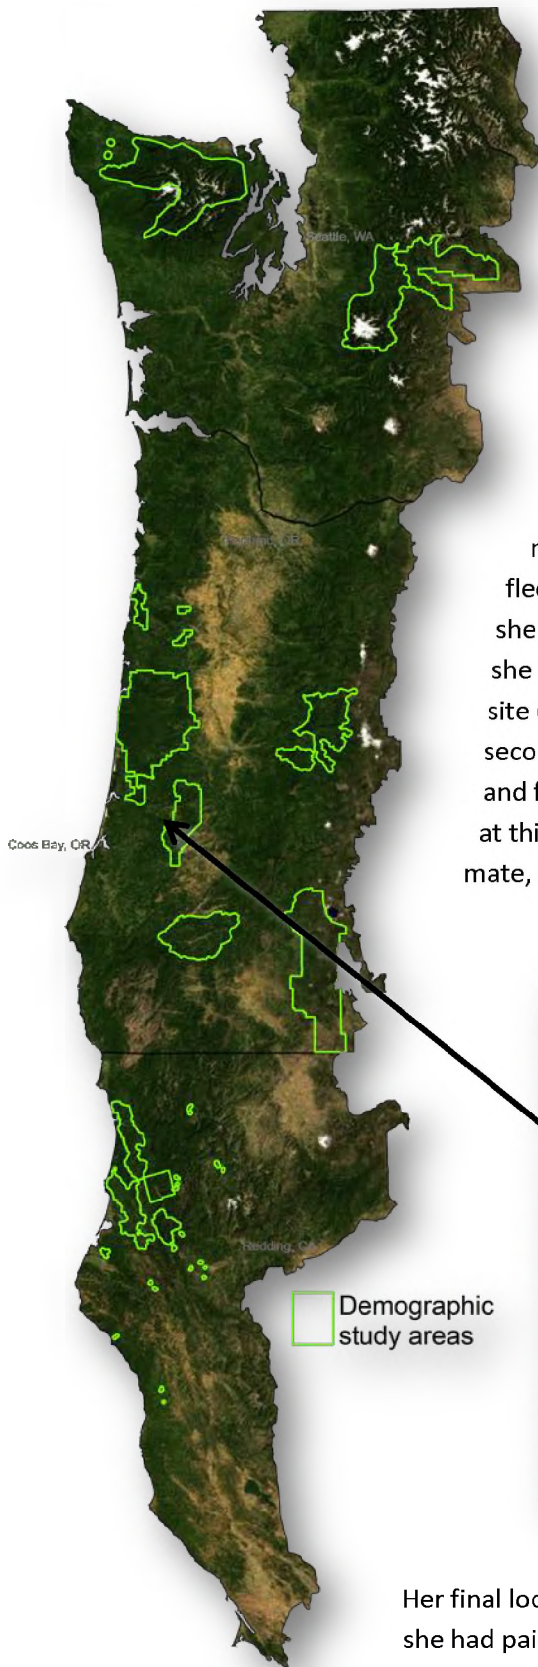 Seattle, WA
Portland, OR
flec
she
she
site
seco
and f
at thi
mate,
Coos Bay, OR
Redding, CA
Demographic
study areas
Her final loc
she had pai